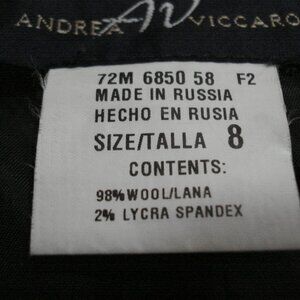 ANDREA AV VICCARO
72M 6850 58 F2
MADE IN RUSSIA
HECHO EN RUSIA
SIZE/TALLA 8
CONTENTS:
98% WOOL/LANA
2% LYCRA SPANDEX